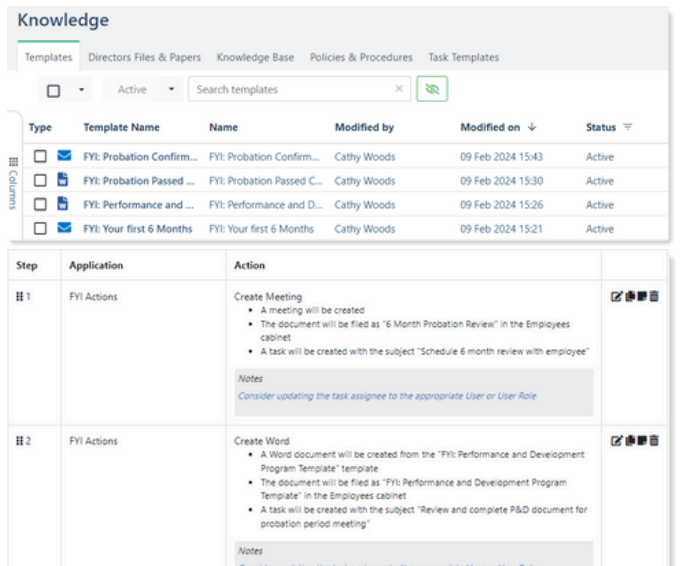 Knowledge
Templates Directors Files & Papers Knowledge Base Policies & Procedures Task Templates
Active Search templates
Type Template Name Name Modified by Modified on Status
FYI: Probation Confirm... FYI: Probation Confirm... Cathy Woods 09 Feb 2024 15:43 Active
FYI: Probation Passed ... FYI: Probation Passed C... Cathy Woods 09 Feb 2024 15:30 Active
FYI: Performance and ... FYI: Performance and D... Cathy Woods 09 Feb 2024 15:26 Active
FYI: Your first 6 Months FYI: Your first 6 Months Cathy Woods 09 Feb 2024 15:21 Active
Columns
Step Application Action
1 FYI Actions Create Meeting
• A meeting will be created
• The document will be filed as "6 Month Probation Review" in the Employees
cabinet
• A task will be created with the subject "Schedule 6 month review with employee"
Notes
Consider updating the task assignee to the appropriate User or User Role
2 FYI Actions Create Word
• A Word document will be created from the "FYI: Performance and Development
Program Template" template
• The document will be filed as "FYI: Performance and Development Program
Template" in the Employees cabinet
• A task will be created with the subject "Review and complete P&D document for
probation period meeting"
Notes